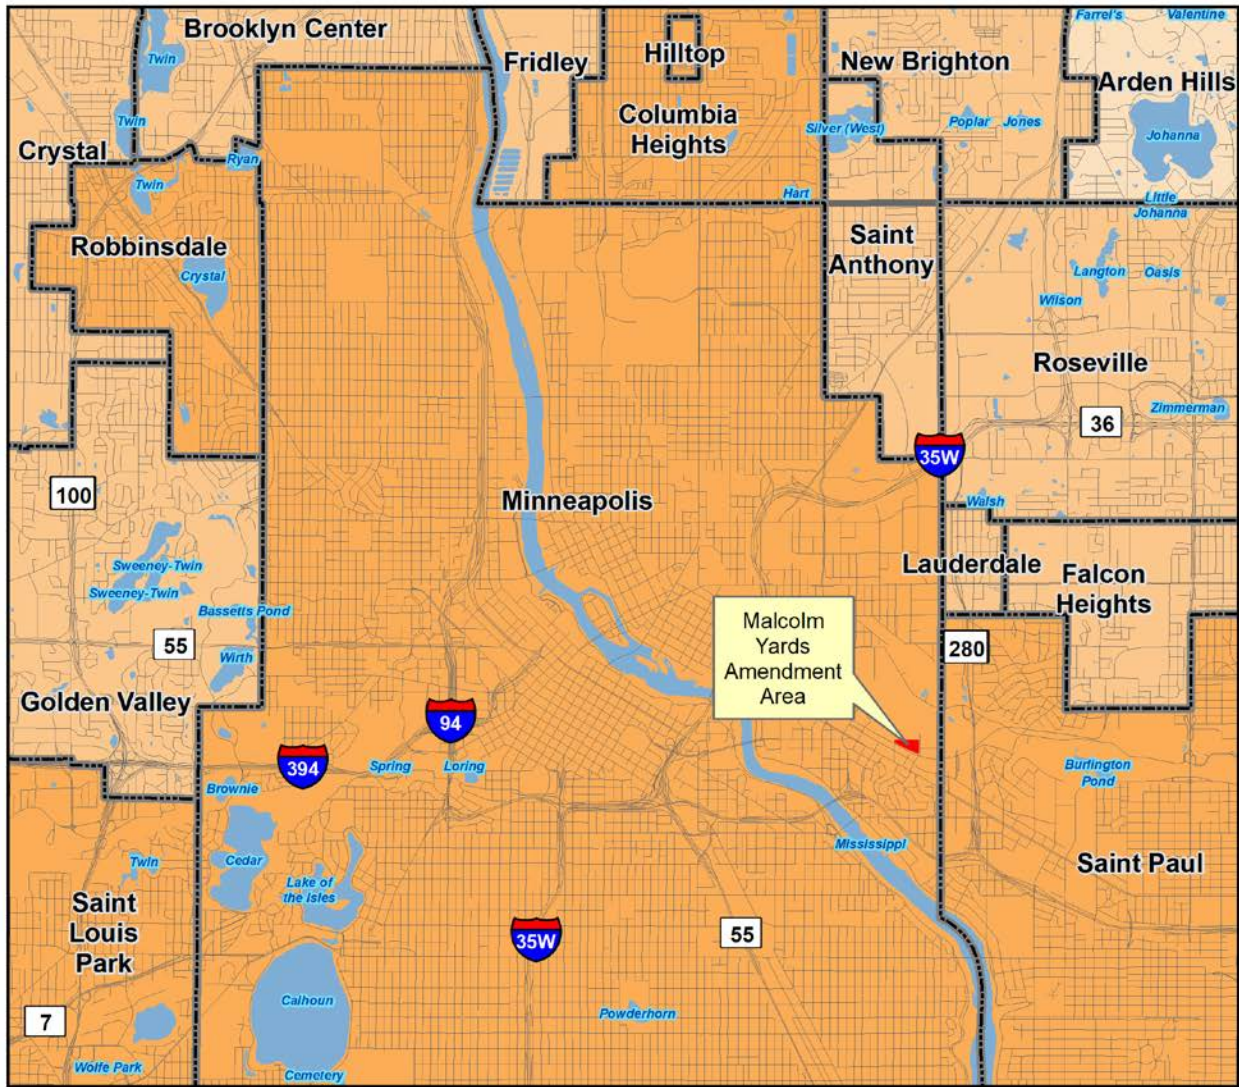 Farrel's
Valentine
Brooklyn Center
Twin
Fridley
Hilltop
New Brighton
Arden Hills
Columbia
Heights
Twin
Silver (West)
Poplar
Jones
Johanna
Crystal
Ryan
Twin
Hart
Little
Johanna
Robbinsdale
Crystal
Saint
Anthony
Langton
Oasis
Wilson
Roseville
Zimmerman
36
35W
100
Minneapolis
Walsh
Sweeney-Twin
Sweeney-Twin
Lauderdale
Falcon
Heights
Bassetts Pond
55
Wirth
Malcolm
Yards
Amendment
Area
280
Golden Valley
94
394
Spring
Loring
Burlington
Pond
Brownie
Mississippi
Cedar
Twin
Lake of
the Isles
Saint Paul
Saint
Louis
Park
35W
55
Calhoun
Powderhorn
7
Wolfe Park
Cemetery